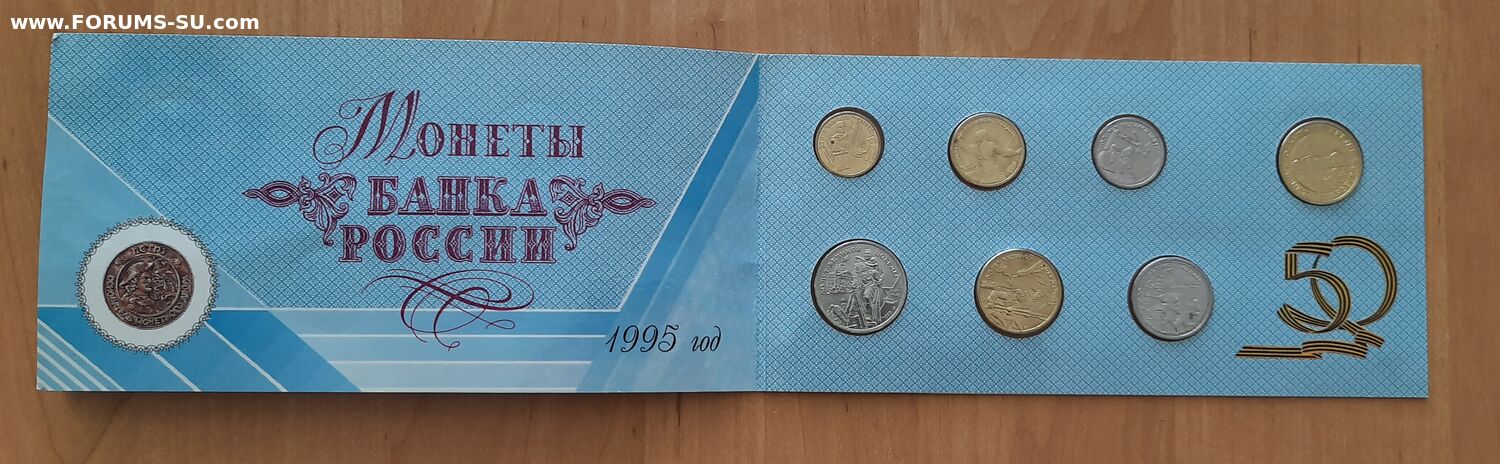 www.FORUMS-SU.com
Монеты
БАНКА
РОССИИ
1995 год
50